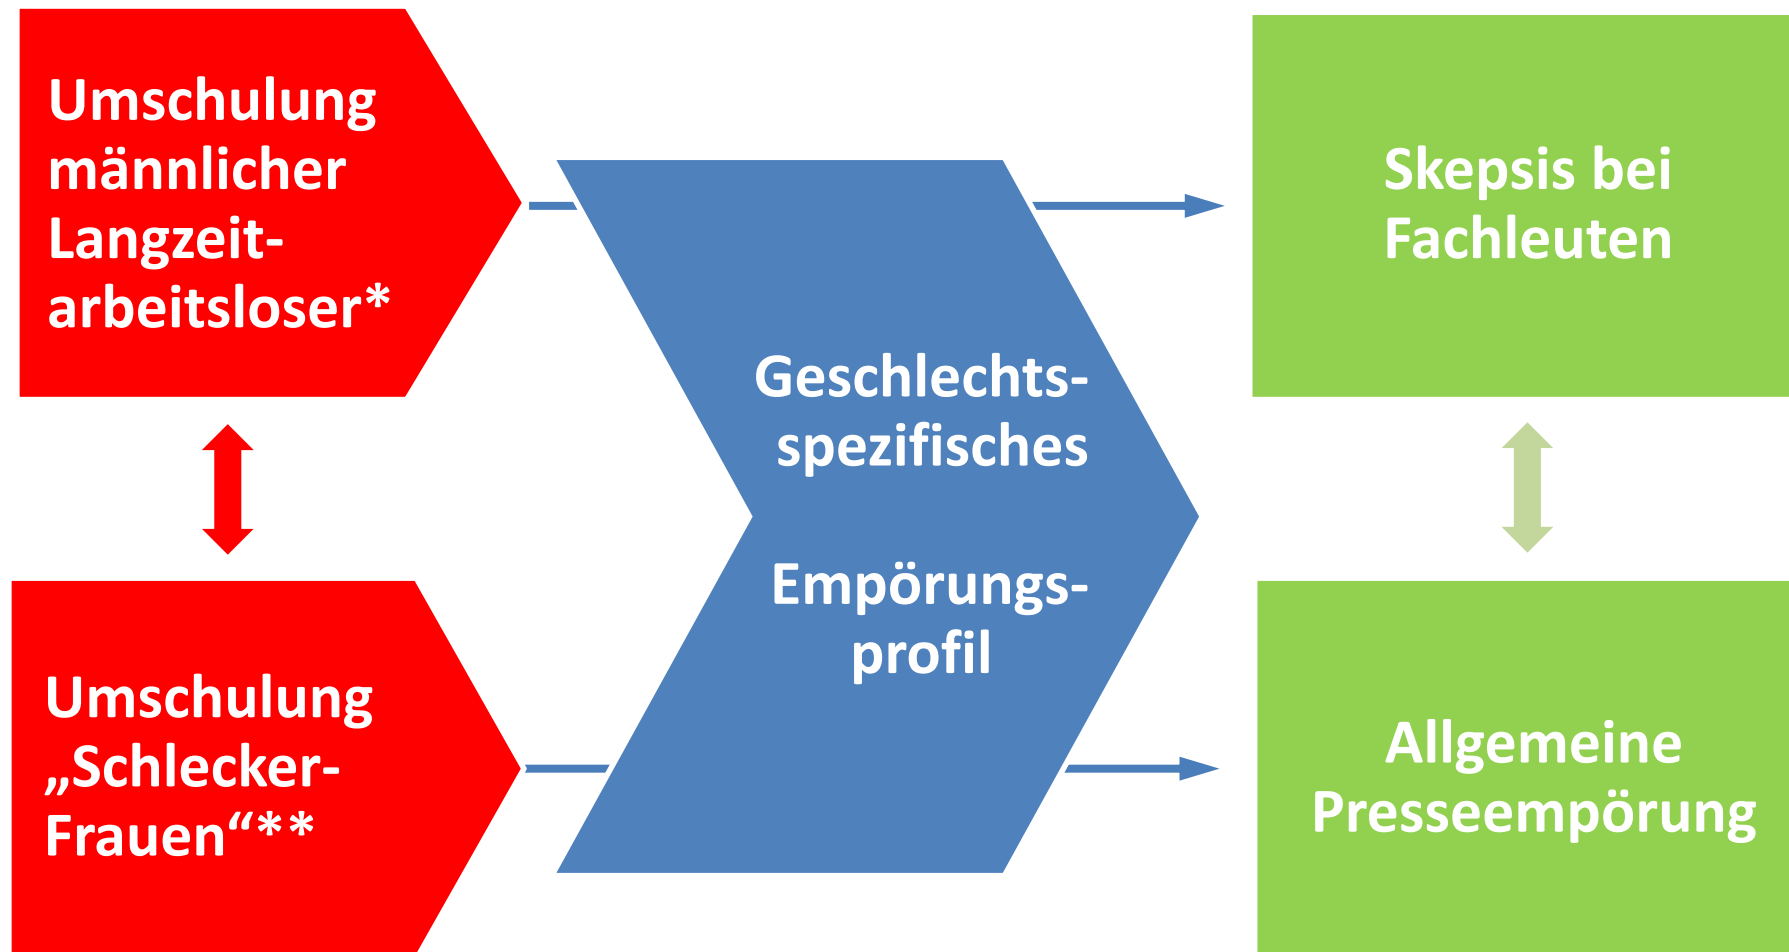 Umschulung
männlicher
Langzeit-
arbeitsloser*
Skepsis bei
Fachleuten
Geschlechts-
spezifisches
Empörungs-
profil
Umschulung
„Schlecker-
Frauen“**
Allgemeine
Presseempörung